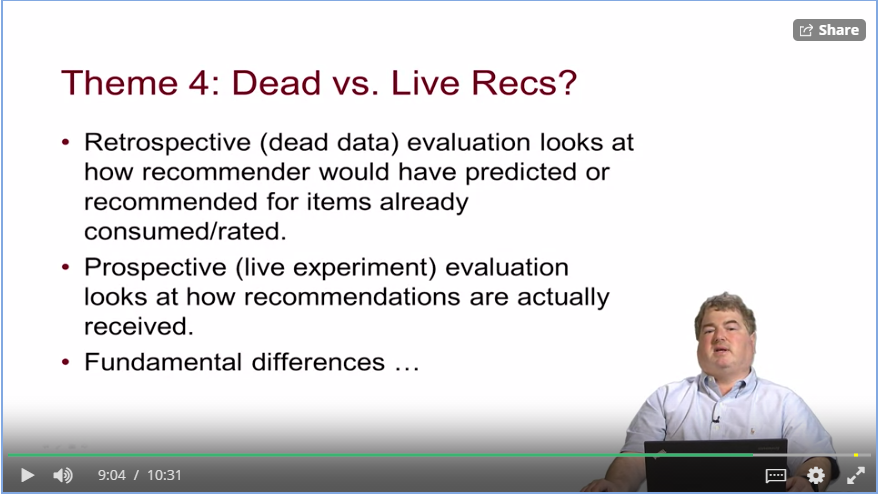 Share
Theme 4: Dead vs. Live Recs?
• Retrospective (dead data) evaluation looks at
how recommender would have predicted or
recommended for items already
consumed/rated.
• Prospective (live experiment) evaluation
looks at how recommendations are actually
received.
• Fundamental differences …
9:04 / 10:31